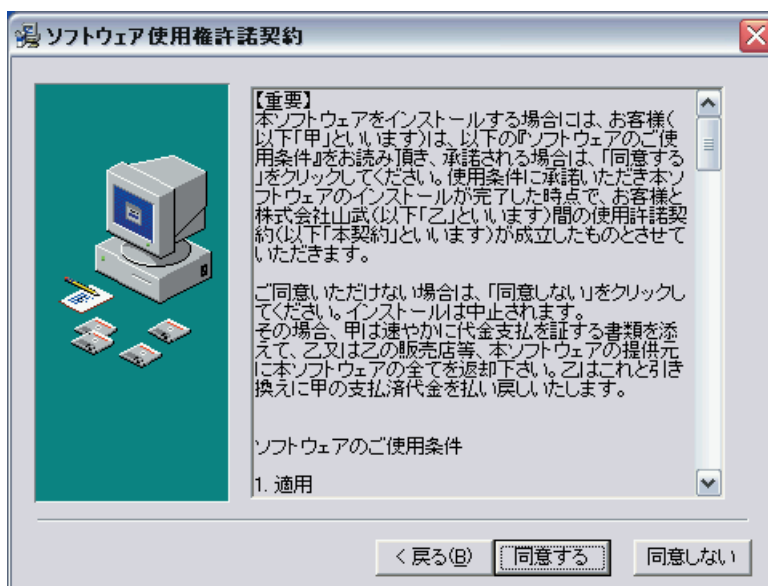 ソフトウェア使用権許諾契約
【重要】
本ソフトウェアをインストールする場合には、お客様(
以下「甲」といいます)は、以下の『ソフトウェアのご使
用条件』をお読み頂き、承諾される場合は、「同意する
」をクリックしてください。使用条件に承諾いただき本ソ
フトウェアのインストールが完了した時点で、お客様と
株式会社山武(以下「乙」といいます)間の使用許諾契
約(以下「本契約」といいます)が成立したものとさせて
いただきます。
ご同意いただけない場合は、「同意しない」をクリックし
てください。インストールは中止されます。
その場合、甲は速やかに代金支払を証する書類を添
えて、乙又は乙の販売店等、本ソフトウェアの提供元
に本ソフトウェアの全てを返却下さい。乙はこれと引き
換えに甲の支払済代金を払い戻しいたします。
ソフトウェアのご使用条件
1. 適用
< 戻る(B) 同意する 同意しない